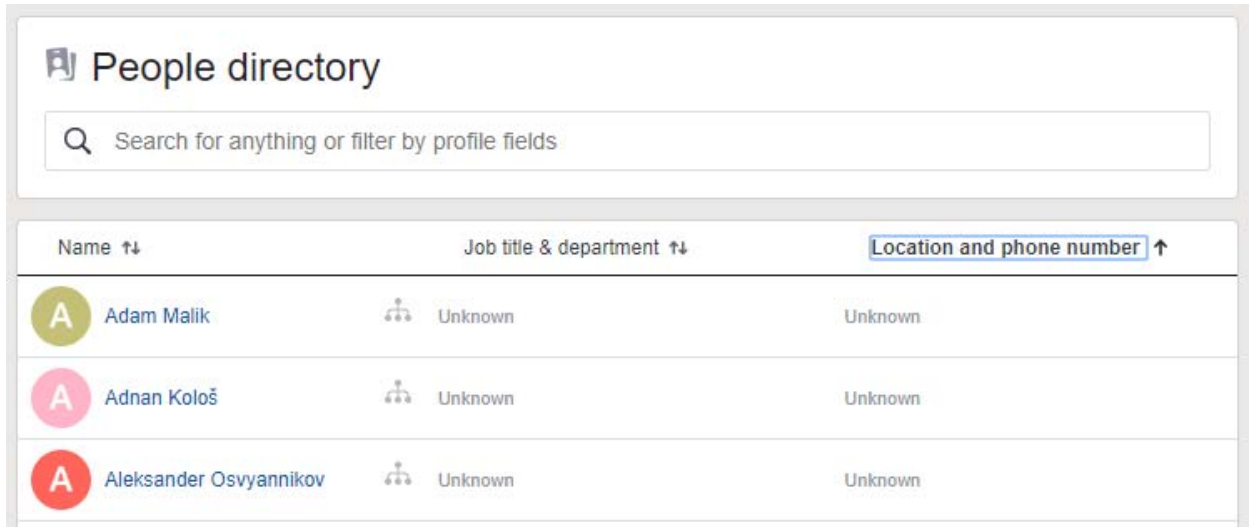 People directory
Search for anything or filter by profile fields
Name Job title & department Location and phone number
A Adam Malik Unknown Unknown
A Adnan Kološ Unknown Unknown
A Aleksander Osvyannikov Unknown Unknown